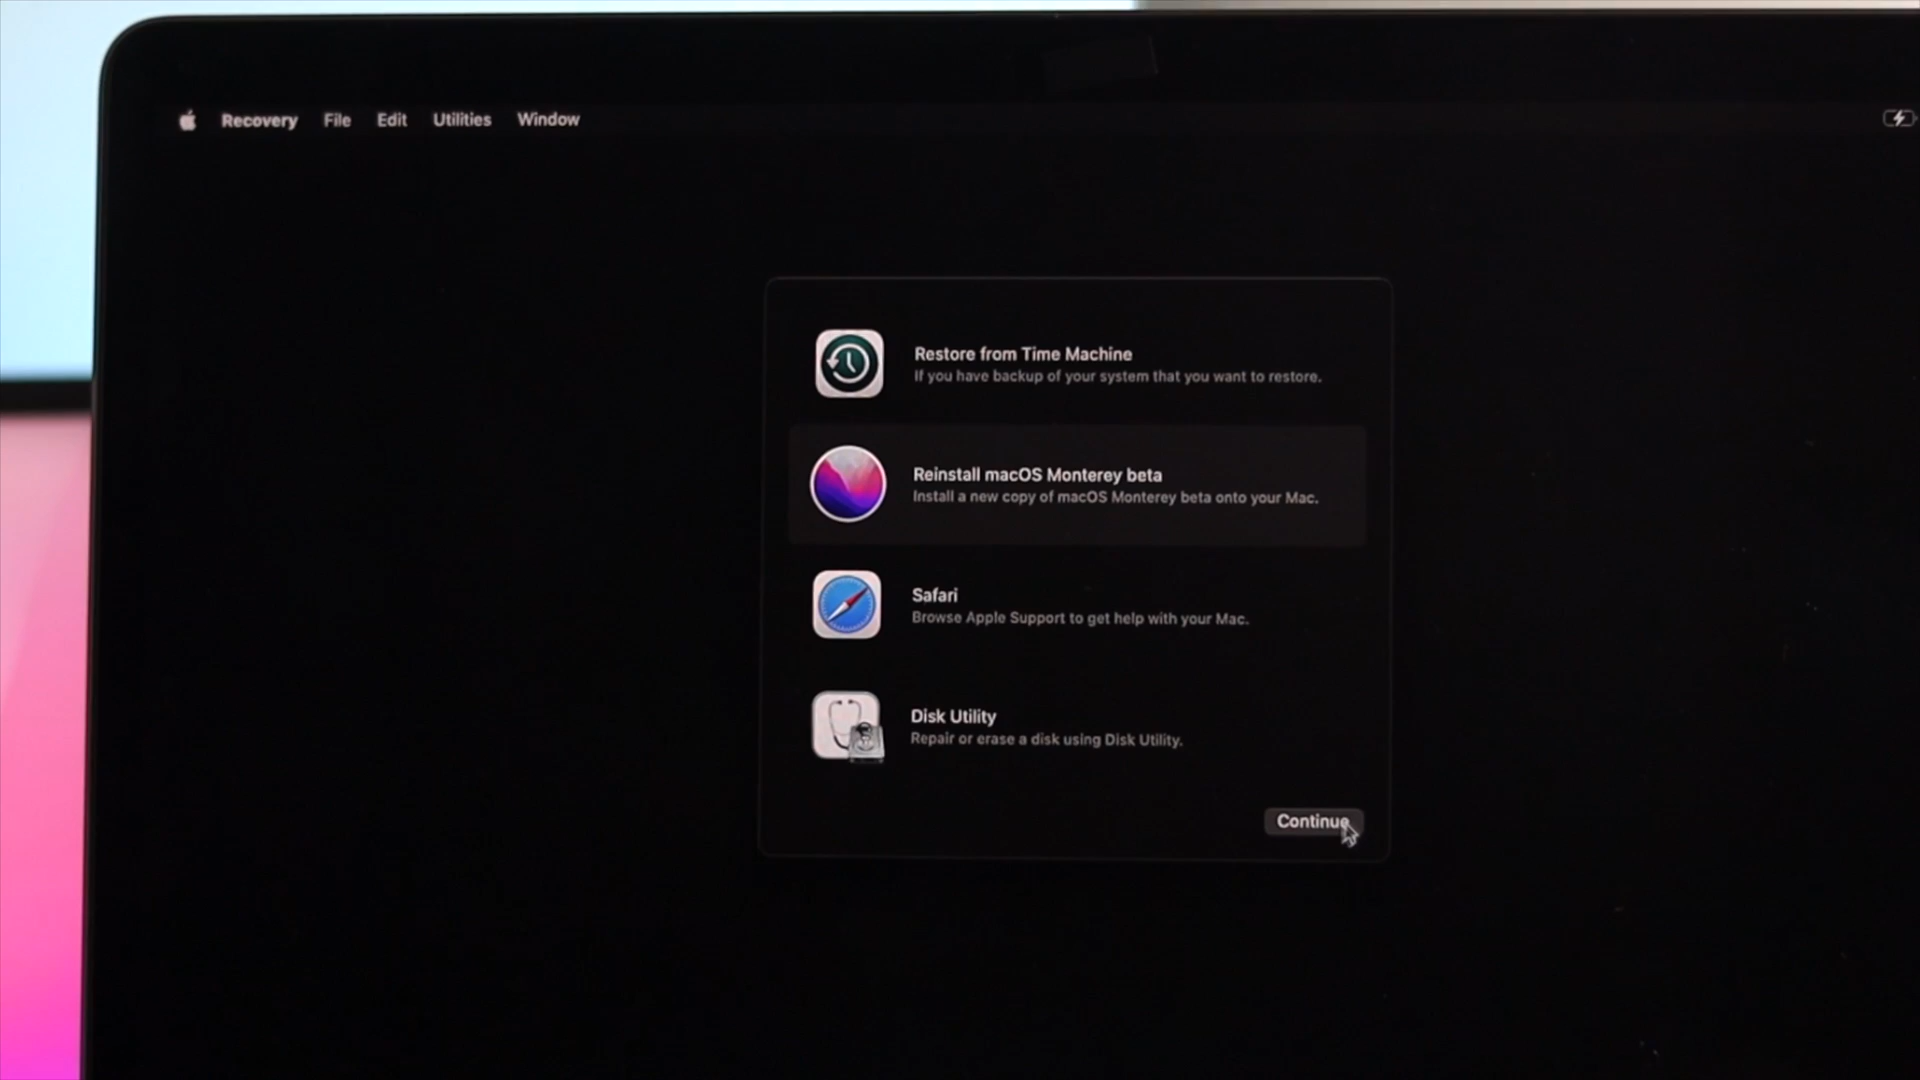 Recovery File Edit Utilities Window
Restore from Time Machine
If you have backup of your system that you want to restore.
Reinstall macOS Monterey beta
Install a new copy of macOS Monterey beta onto your Mac.
Safari
Browse Apple Support to get help with your Mac.
Disk Utility
Repair or erase a disk using Disk Utility.
Continue